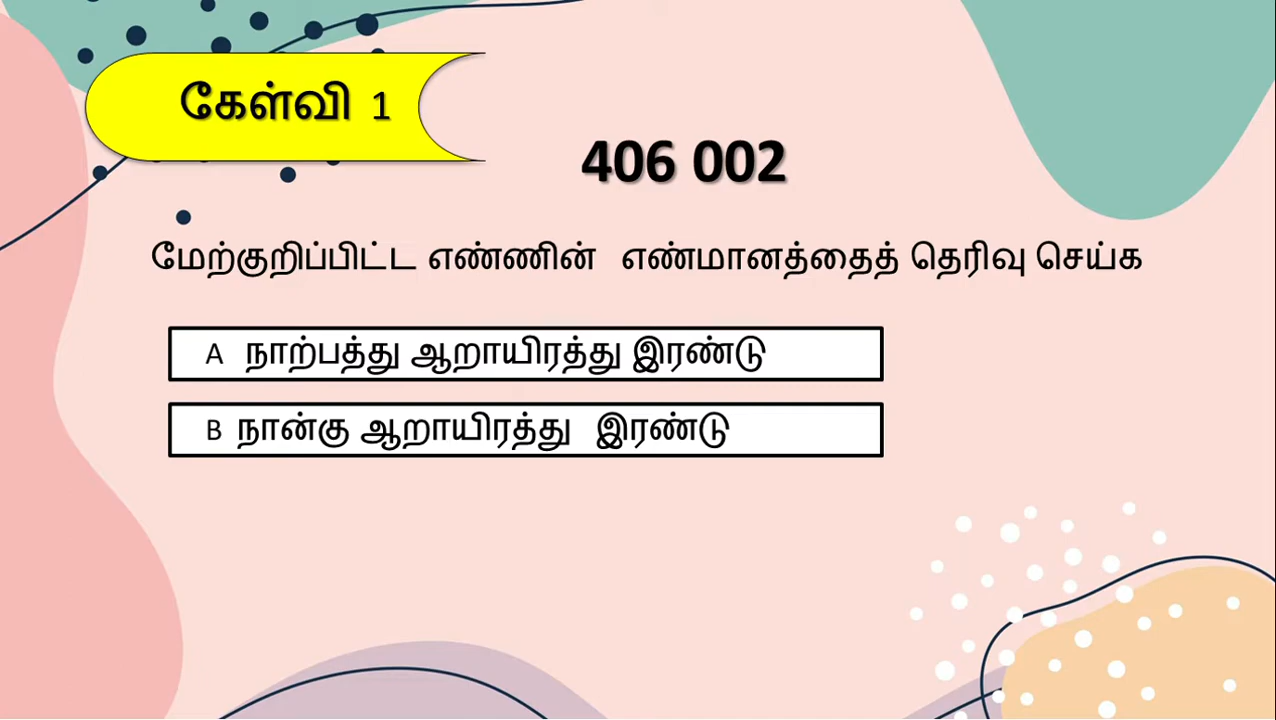 கேள்வி 1
406 002
மேற்குறிப்பிட்ட எண்ணின் எண்மானத்தைத் தெரிவு செய்க
A நாற்பத்து ஆறாயிரத்து இரண்டு
B நான்கு ஆறாயிரத்து இரண்டு